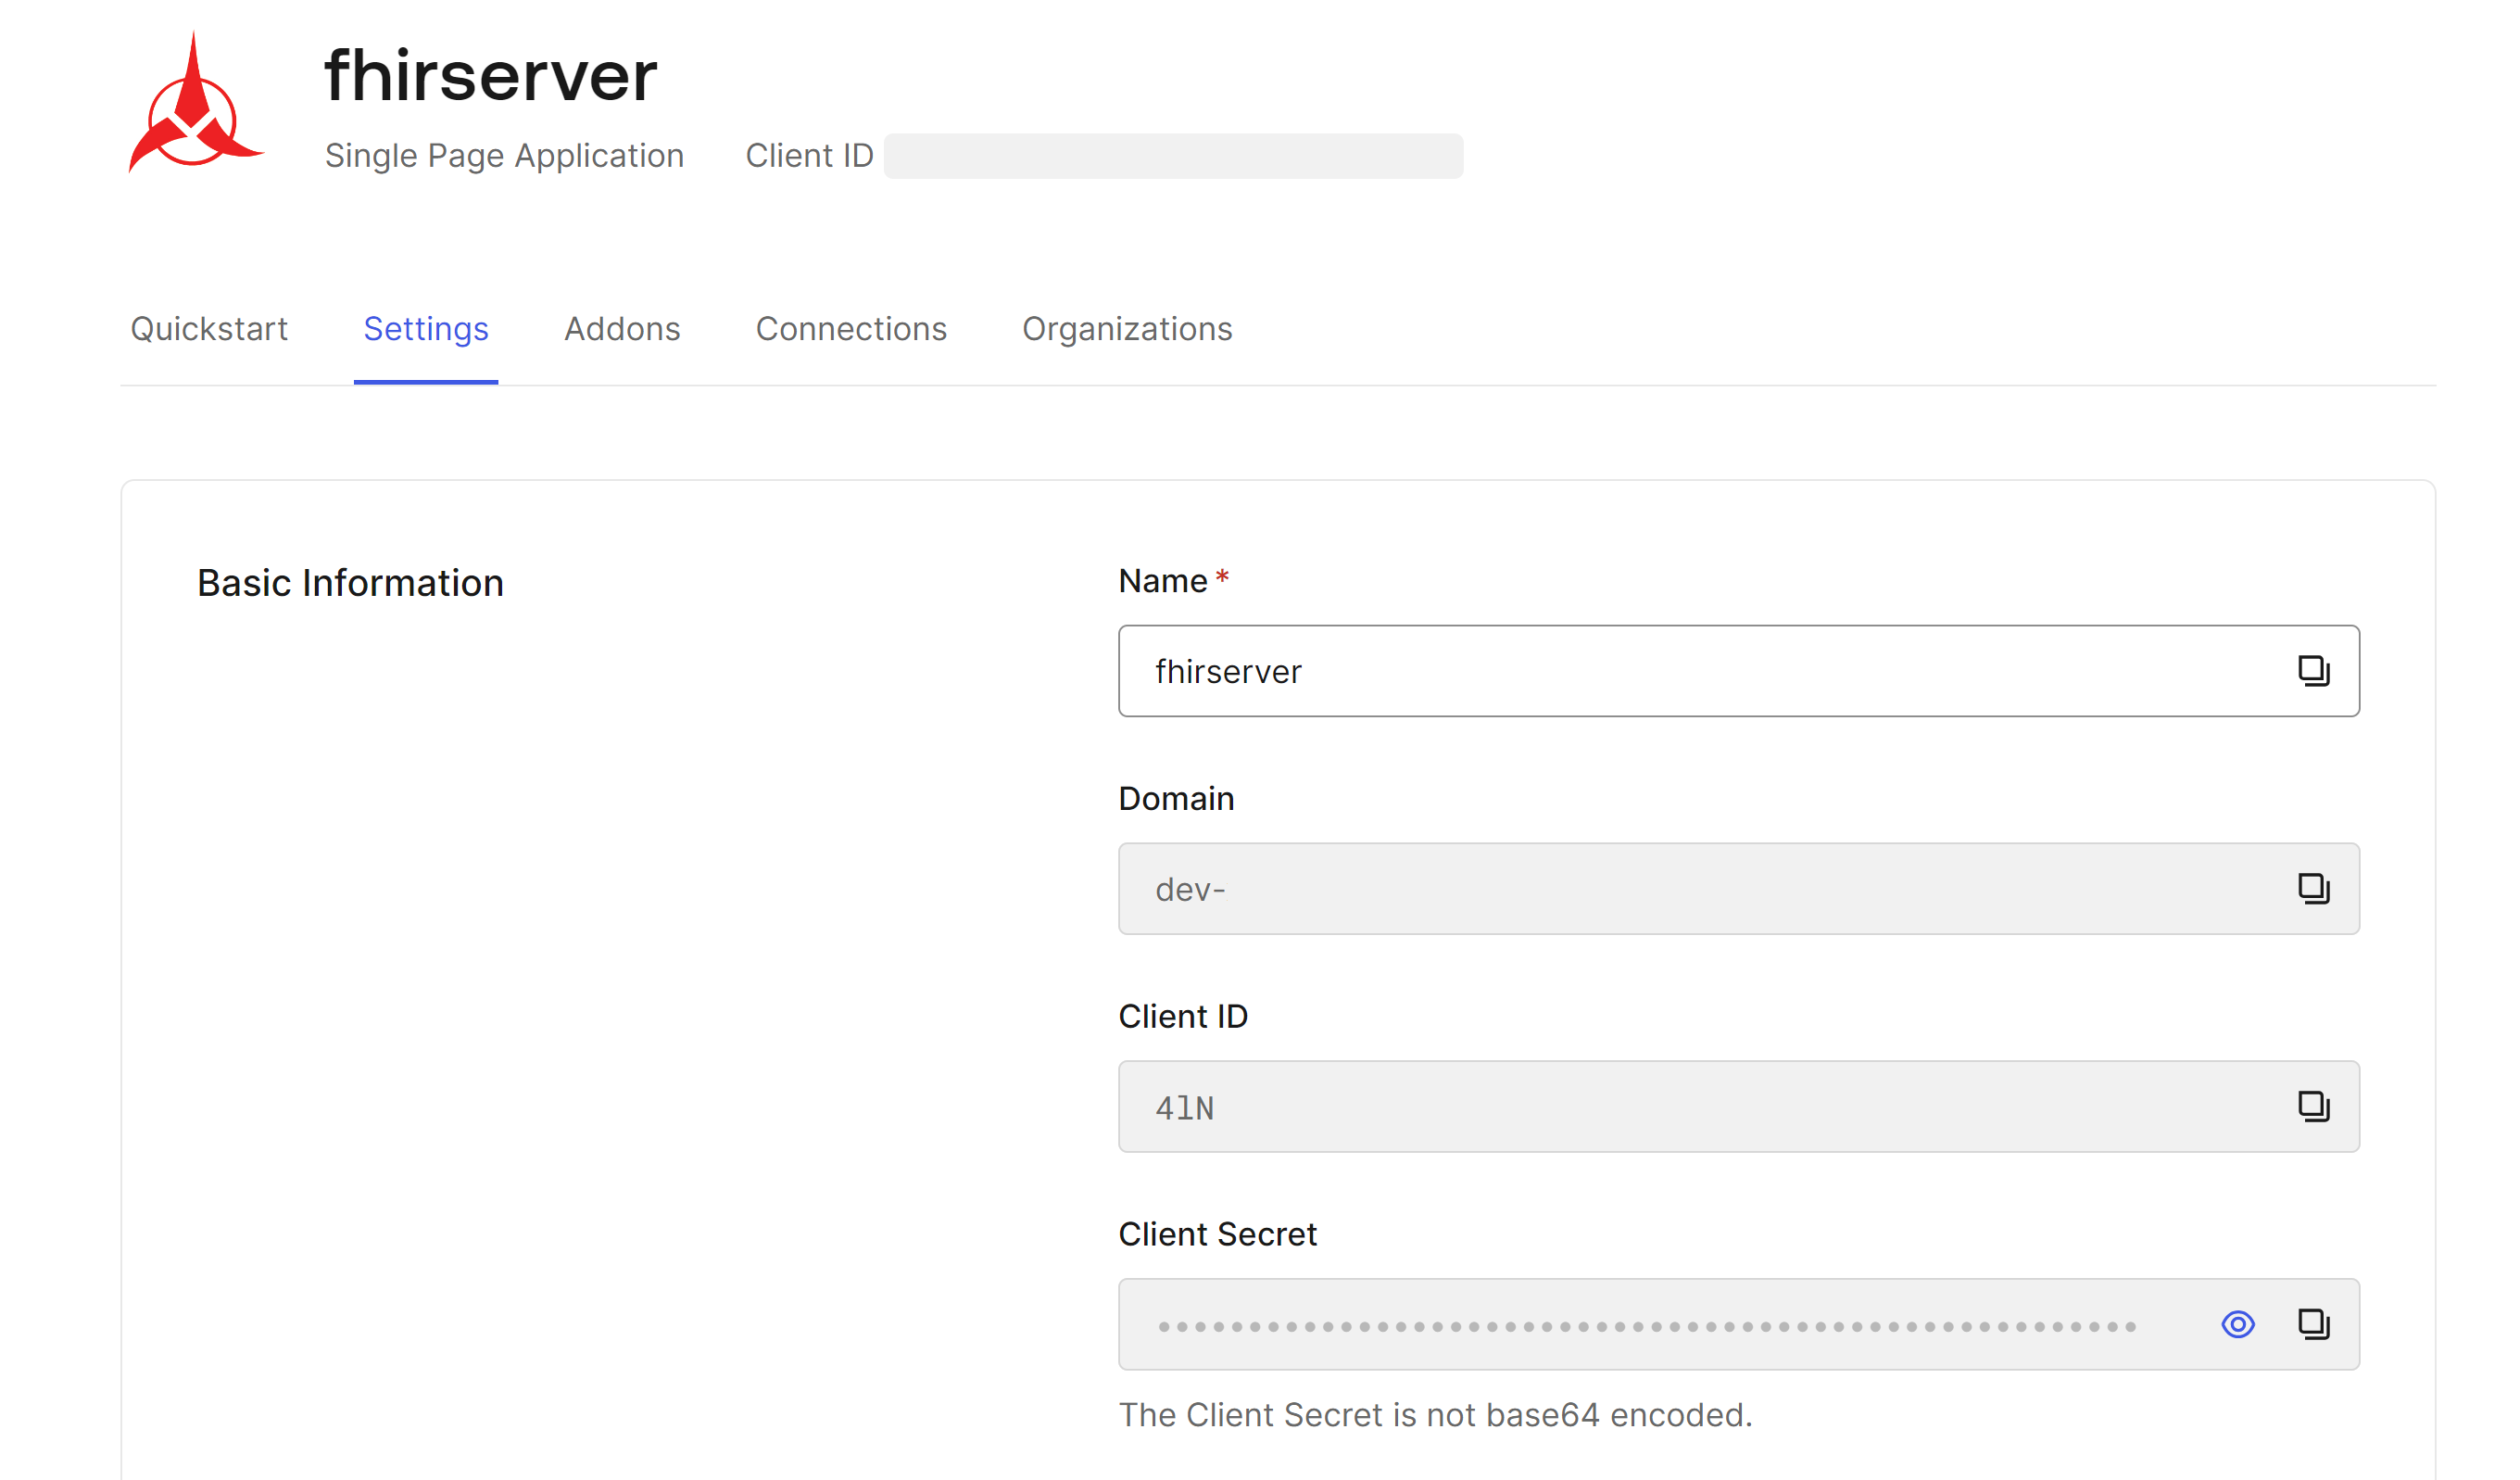 fhirserver
Single Page Application Client ID
Quickstart Settings Addons Connections Organizations
Basic Information
Name *
fhirserver
Domain
dev-
Client ID
4lN
Client Secret
The Client Secret is not base64 encoded.